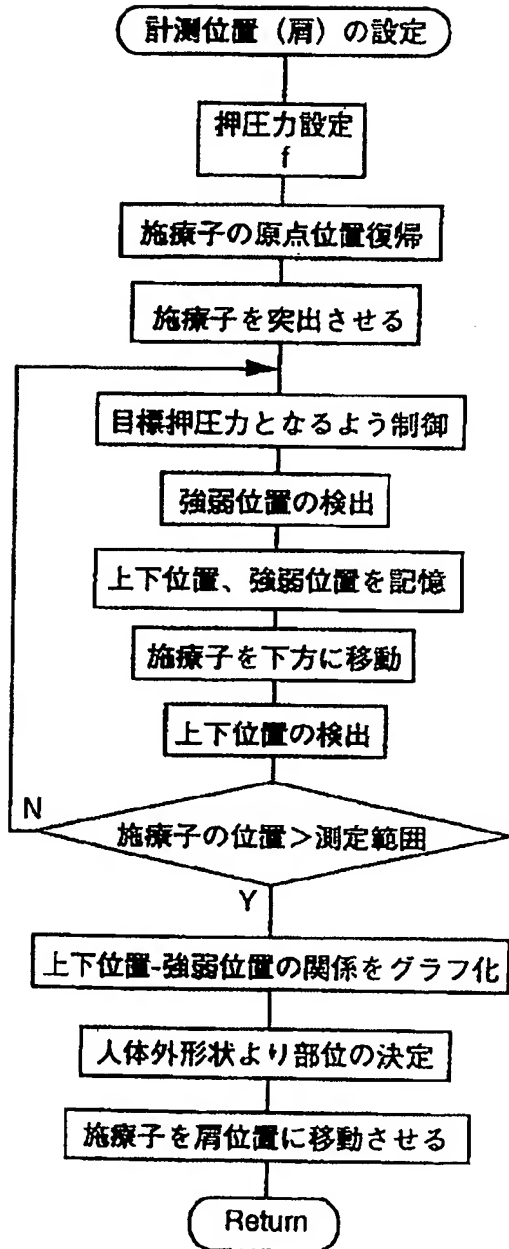 計測位置（肩）の設定
押圧力設定
f
施療子の原点位置復帰
施療子を突出させる
目標押圧力となるよう制御
強弱位置の検出
上下位置、強弱位置を記憶
施療子を下方に移動
上下位置の検出
N
施療子の位置＞測定範囲
Y
上下位置-強弱位置の関係をグラフ化
人体外形状より部位の決定
施療子を肩位置に移動させる
Return